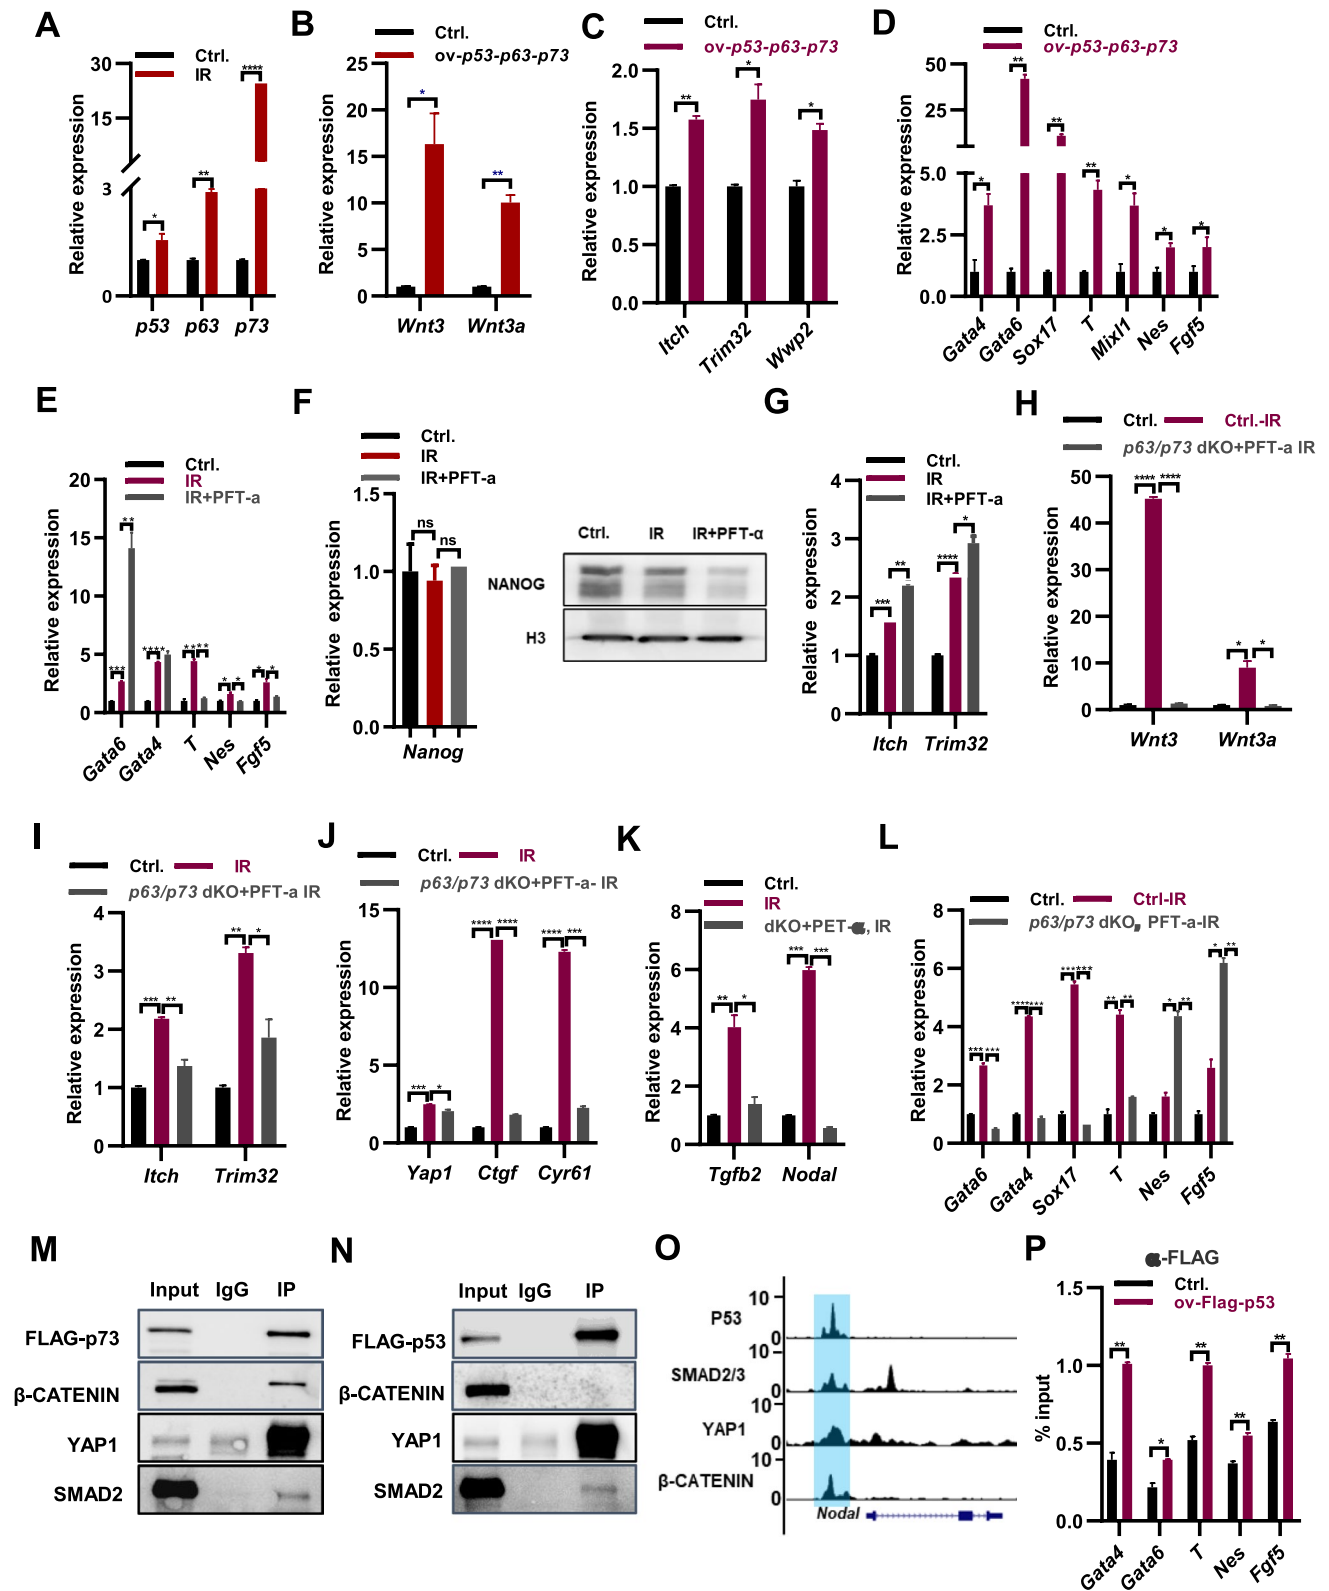 A
Ctrl.
IR
Relative expression
30
15
3
0
*
**
****
p53
p63
p73
B
Ctrl.
ov-p53-p63-p73
Relative expression
25
20
15
10
5
0
*
**
Wnt3
Wnt3a
C
Ctrl.
ov-p53-p63-p73
Relative expression
2.0
1.5
1.0
0.5
0.0
**
*
*
Itch
Trim32
Wwp2
D
Ctrl.
ov-p53-p63-p73
Relative expression
50
25
5.0
2.5
0.0
*
**
**
**
*
*
*
Gata4
Gata6
Sox17
T
Mixl1
Nes
Fgf5
E
Ctrl.
IR
IR+PFT-a
Relative expression
20
15
10
5
0
***
**
****
**
**
*
*
*
*
Gata6
Gata4
T
Nes
Fgf5
F
Ctrl.
IR
IR+PFT-a
Relative expression
1.5
1.0
0.5
0.0
ns
ns
Nanog
Ctrl.
IR
IR+PFT-α
NANOG
H3
G
Ctrl.
IR
IR+PFT-a
Relative expression
4
3
2
1
0
***
**
****
*
Itch
Trim32
H
Ctrl.
Ctrl.-IR
p63/p73 dKO+PFT-a IR
Relative expression
50
40
30
20
10
0
****
****
*
*
Wnt3
Wnt3a
I
Ctrl.
IR
p63/p73 dKO+PFT-a IR
Relative expression
4
3
2
1
0
***
**
**
*
Itch
Trim32
J
Ctrl.
IR
p63/p73 dKO+PFT-a- IR
Relative expression
15
10
5
0
***
*
****
****
****
***
Yap1
Ctgf
Cyr61
K
Ctrl.
IR
dKO+PET- , IR
Relative expression
8
6
4
2
0
**
*
***
***
Tgfb2
Nodal
L
Ctrl.
Ctrl-IR
p63/p73 dKO, PFT-a-IR
Relative expression
8
6
4
2
0
***
***
****
***
***
***
**
**
*
**
*
**
Gata6
Gata4
Sox17
T
Nes
Fgf5
M
Input
IgG
IP
FLAG-p73
β-CATENIN
YAP1
SMAD2
N
Input
IgG
IP
FLAG-p53
β-CATENIN
YAP1
SMAD2
O
P53
10
0
SMAD2/3
10
0
YAP1
10
0
β-CATENIN
10
0
Nodal
P
-FLAG
Ctrl.
ov-Flag-p53
% input
1.5
1.0
0.5
0.0
**
*
**
**
**
Gata4
Gata6
T
Nes
Fgf5